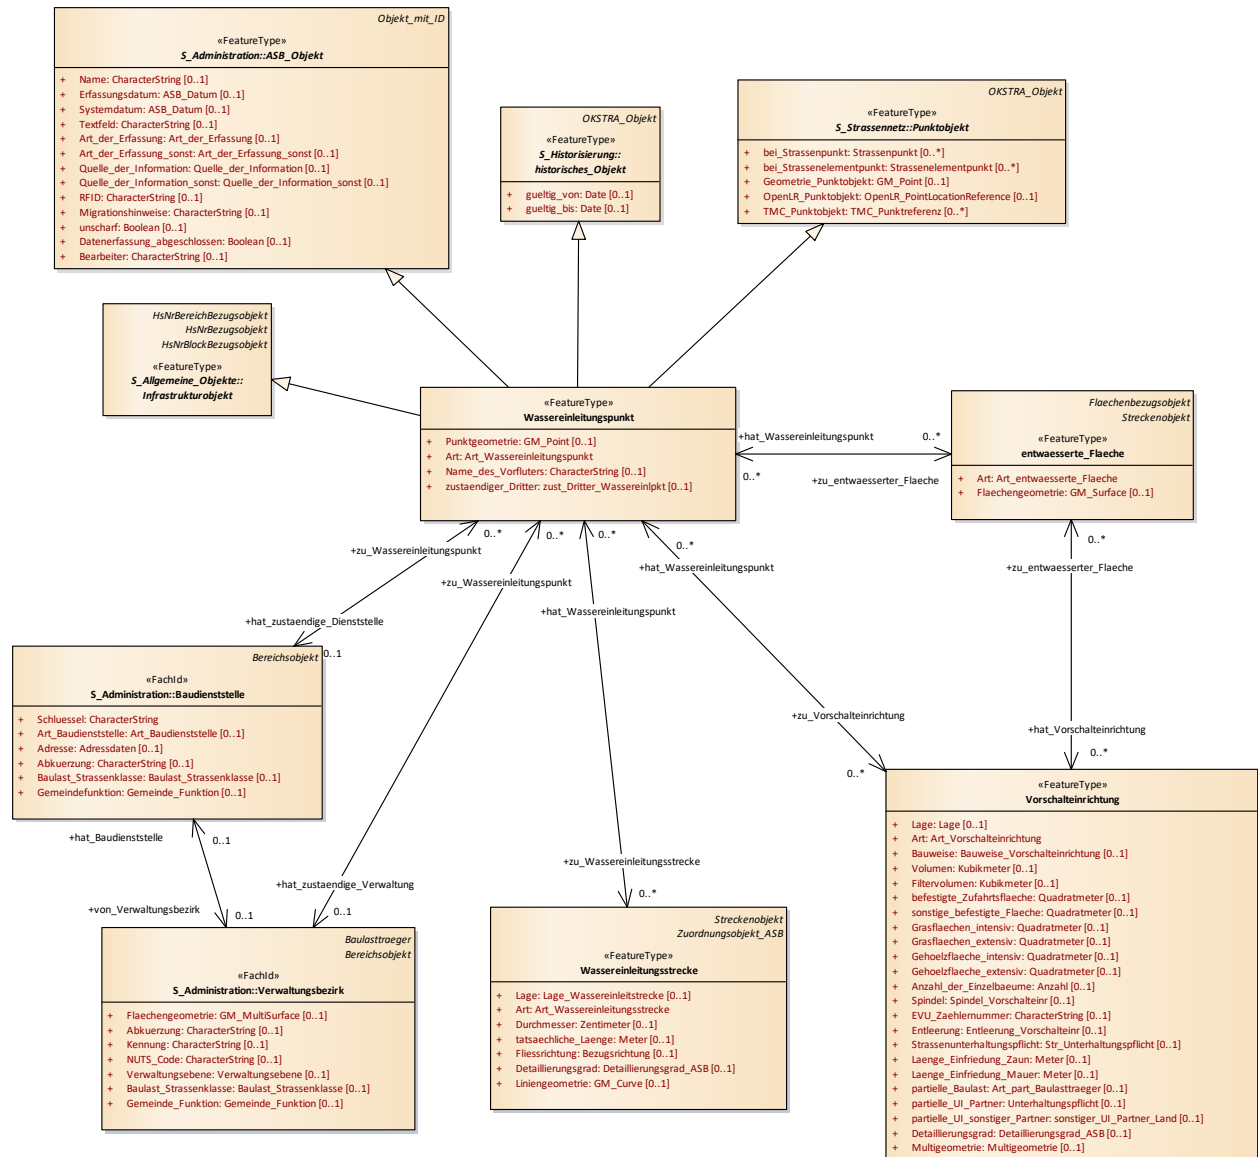 Objekt_mit_ID
«FeatureType»
S_Administration::ASB_Objekt
+ Name: CharacterString [0..1]
+ Erfassungsdatum: ASB_Datum [0..1]
+ Systemdatum: ASB_Datum [0..1]
+ Textfeld: CharacterString [0..1]
+ Art_der_Erfassung: Art_der_Erfassung [0..1]
+ Art_der_Erfassung_sonst: Art_der_Erfassung_sonst [0..1]
+ Quelle_der_Information: Quelle_der_Information [0..1]
+ Quelle_der_Information_sonst: Quelle_der_Information_sonst [0..1]
+ RFID: CharacterString [0..1]
+ Migrationshinweise: CharacterString [0..1]
+ unscharf: Boolean [0..1]
+ Datenerfassung_abgeschlossen: Boolean [0..1]
+ Bearbeiter: CharacterString [0..1]
OKSTRA_Objekt
«FeatureType»
S_Historisierung::
historisches_Objekt
+ gueltig_von: Date [0..1]
+ gueltig_bis: Date [0..1]
OKSTRA_Objekt
«FeatureType»
S_Strassennetz::Punktobjekt
+ bei_Strassenpunkt: Strassenpunkt [0..*]
+ bei_Strassenelementpunkt: Strassenelementpunkt [0..*]
+ Geometrie_Punktobjekt: GM_Point [0..1]
+ OpenLR_Punktobjekt: OpenLR_PointLocationReference [0..1]
+ TMC_Punktobjekt: TMC_Punktreferenz [0..*]
HsNrBereichBezugsobjekt
HsNrBezugsobjekt
HsNrBlockBezugsobjekt
«FeatureType»
S_Allgemeine_Objekte::
Infrastrukturobjekt
«FeatureType»
Wassereinleitungspunkt
+ Punktgeometrie: GM_Point [0..1]
+ Art: Art_Wassereinleitungspunkt
+ Name_des_Vorfluters: CharacterString [0..1]
+ zustaendiger_Dritter: zust_Dritter_Wassereinlpkt [0..1]
Flaechenbezugsobjekt
Streckenobjekt
«FeatureType»
entwaesserte_Flaeche
+ Art: Art_entwaesserte_Flaeche
+ Flaechengeometrie: GM_Surface [0..1]
+hat_Wassereinleitungspunkt
0..*
0..*
+zu_entwaesserter_Flaeche
0..*
0..*
0..*
0..*
0..*
+zu_Wassereinleitungspunkt
+zu_Wassereinleitungspunkt
+hat_Wassereinleitungspunkt
+hat_Wassereinleitungspunkt
+zu_entwaesserter_Flaeche
+hat_zustaendige_Dienststelle
0..1
Bereichsobjekt
«FachId»
S_Administration::Baudienststelle
+ Schluessel: CharacterString
+ Art_Baudienststelle: Art_Baudienststelle [0..1]
+ Adresse: Adressdaten [0..1]
+ Abkuerzung: CharacterString [0..1]
+ Baulast_Strassenklasse: Baulast_Strassenklasse [0..1]
+ Gemeindefunktion: Gemeinde_Funktion [0..1]
+zu_Vorschalteinrichtung
0..*
+hat_Vorschalteinrichtung
0..*
+hat_Baudienststelle
0..1
+von_Verwaltungsbezirk
0..1
+hat_zustaendige_Verwaltung
0..1
+zu_Wassereinleitungsstrecke
0..*
Baulasttraeger
Bereichsobjekt
«FachId»
S_Administration::Verwaltungsbezirk
+ Flaechengeometrie: GM_MultiSurface [0..1]
+ Abkuerzung: CharacterString [0..1]
+ Kennung: CharacterString [0..1]
+ NUTS_Code: CharacterString [0..1]
+ Verwaltungsebene: Verwaltungsebene [0..1]
+ Baulast_Strassenklasse: Baulast_Strassenklasse [0..1]
+ Gemeinde_Funktion: Gemeinde_Funktion [0..1]
Streckenobjekt
Zuordnungsobjekt_ASB
«FeatureType»
Wassereinleitungsstrecke
+ Lage: Lage_Wassereinleitstrecke [0..1]
+ Art: Art_Wassereinleitungsstrecke
+ Durchmesser: Zentimeter [0..1]
+ tatsaechliche_Laenge: Meter [0..1]
+ Fliessrichtung: Bezugsrichtung [0..1]
+ Detaillierungsgrad: Detaillierungsgrad_ASB [0..1]
+ Liniengeometrie: GM_Curve [0..1]
«FeatureType»
Vorschalteinrichtung
+ Lage: Lage [0..1]
+ Art: Art_Vorschalteinrichtung
+ Bauweise: Bauweise_Vorschalteinrichtung [0..1]
+ Volumen: Kubikmeter [0..1]
+ Filtervolumen: Kubikmeter [0..1]
+ befestigte_Zufahrtsflaeche: Quadratmeter [0..1]
+ sonstige_befestigte_Flaeche: Quadratmeter [0..1]
+ Grasflaechen_intensiv: Quadratmeter [0..1]
+ Grasflaechen_extensiv: Quadratmeter [0..1]
+ Gehoelzflaeche_intensiv: Quadratmeter [0..1]
+ Gehoelzflaeche_extensiv: Quadratmeter [0..1]
+ Anzahl_der_Einzelbaeume: Anzahl [0..1]
+ Spindel: Spindel_Vorschalteinr [0..1]
+ EVU_Zaehlernummer: CharacterString [0..1]
+ Entleerung: Entleerung_Vorschalteinr [0..1]
+ Strassenunterhaltungspflicht: Str_Unterhaltungspflicht [0..1]
+ Laenge_Einfriedung_Zaun: Meter [0..1]
+ Laenge_Einfriedung_Mauer: Meter [0..1]
+ partielle_Baulast: Art_part_Baulasttraeger [0..1]
+ partielle_UI_Partner: Unterhaltungspflicht [0..1]
+ partielle_UI_sonstiger_Partner: sonstiger_UI_Partner_Land [0..1]
+ Detaillierungsgrad: Detaillierungsgrad_ASB [0..1]
+ Multigeometrie: Multigeometrie [0..1]